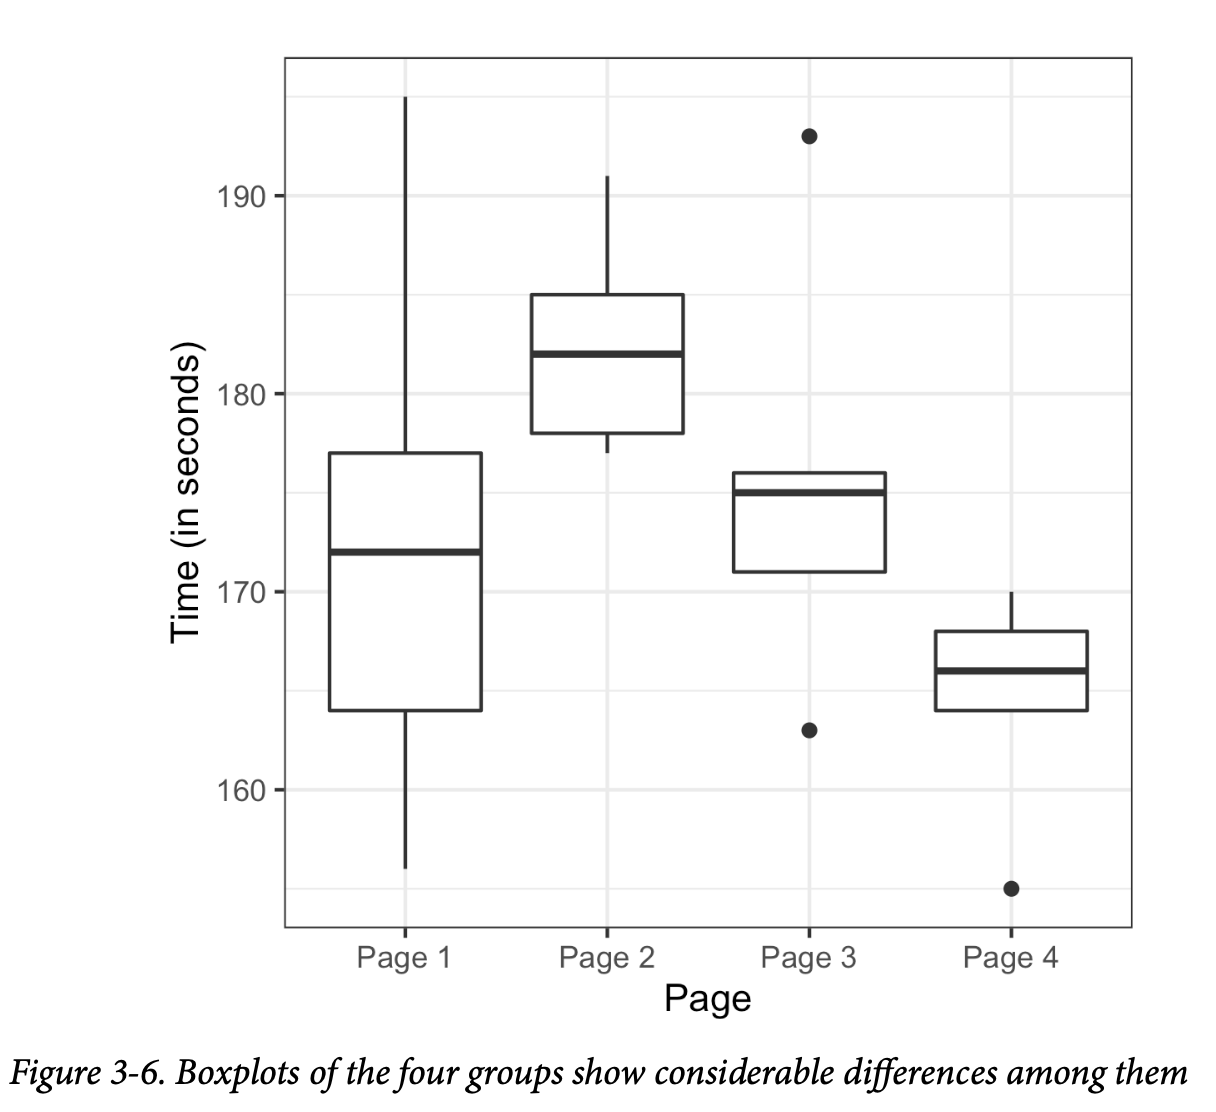 190
180
170
160
Time (in seconds)
Page 1
Page 2
Page 3
Page 4
Page
Figure 3-6. Boxplots of the four groups show considerable differences among them